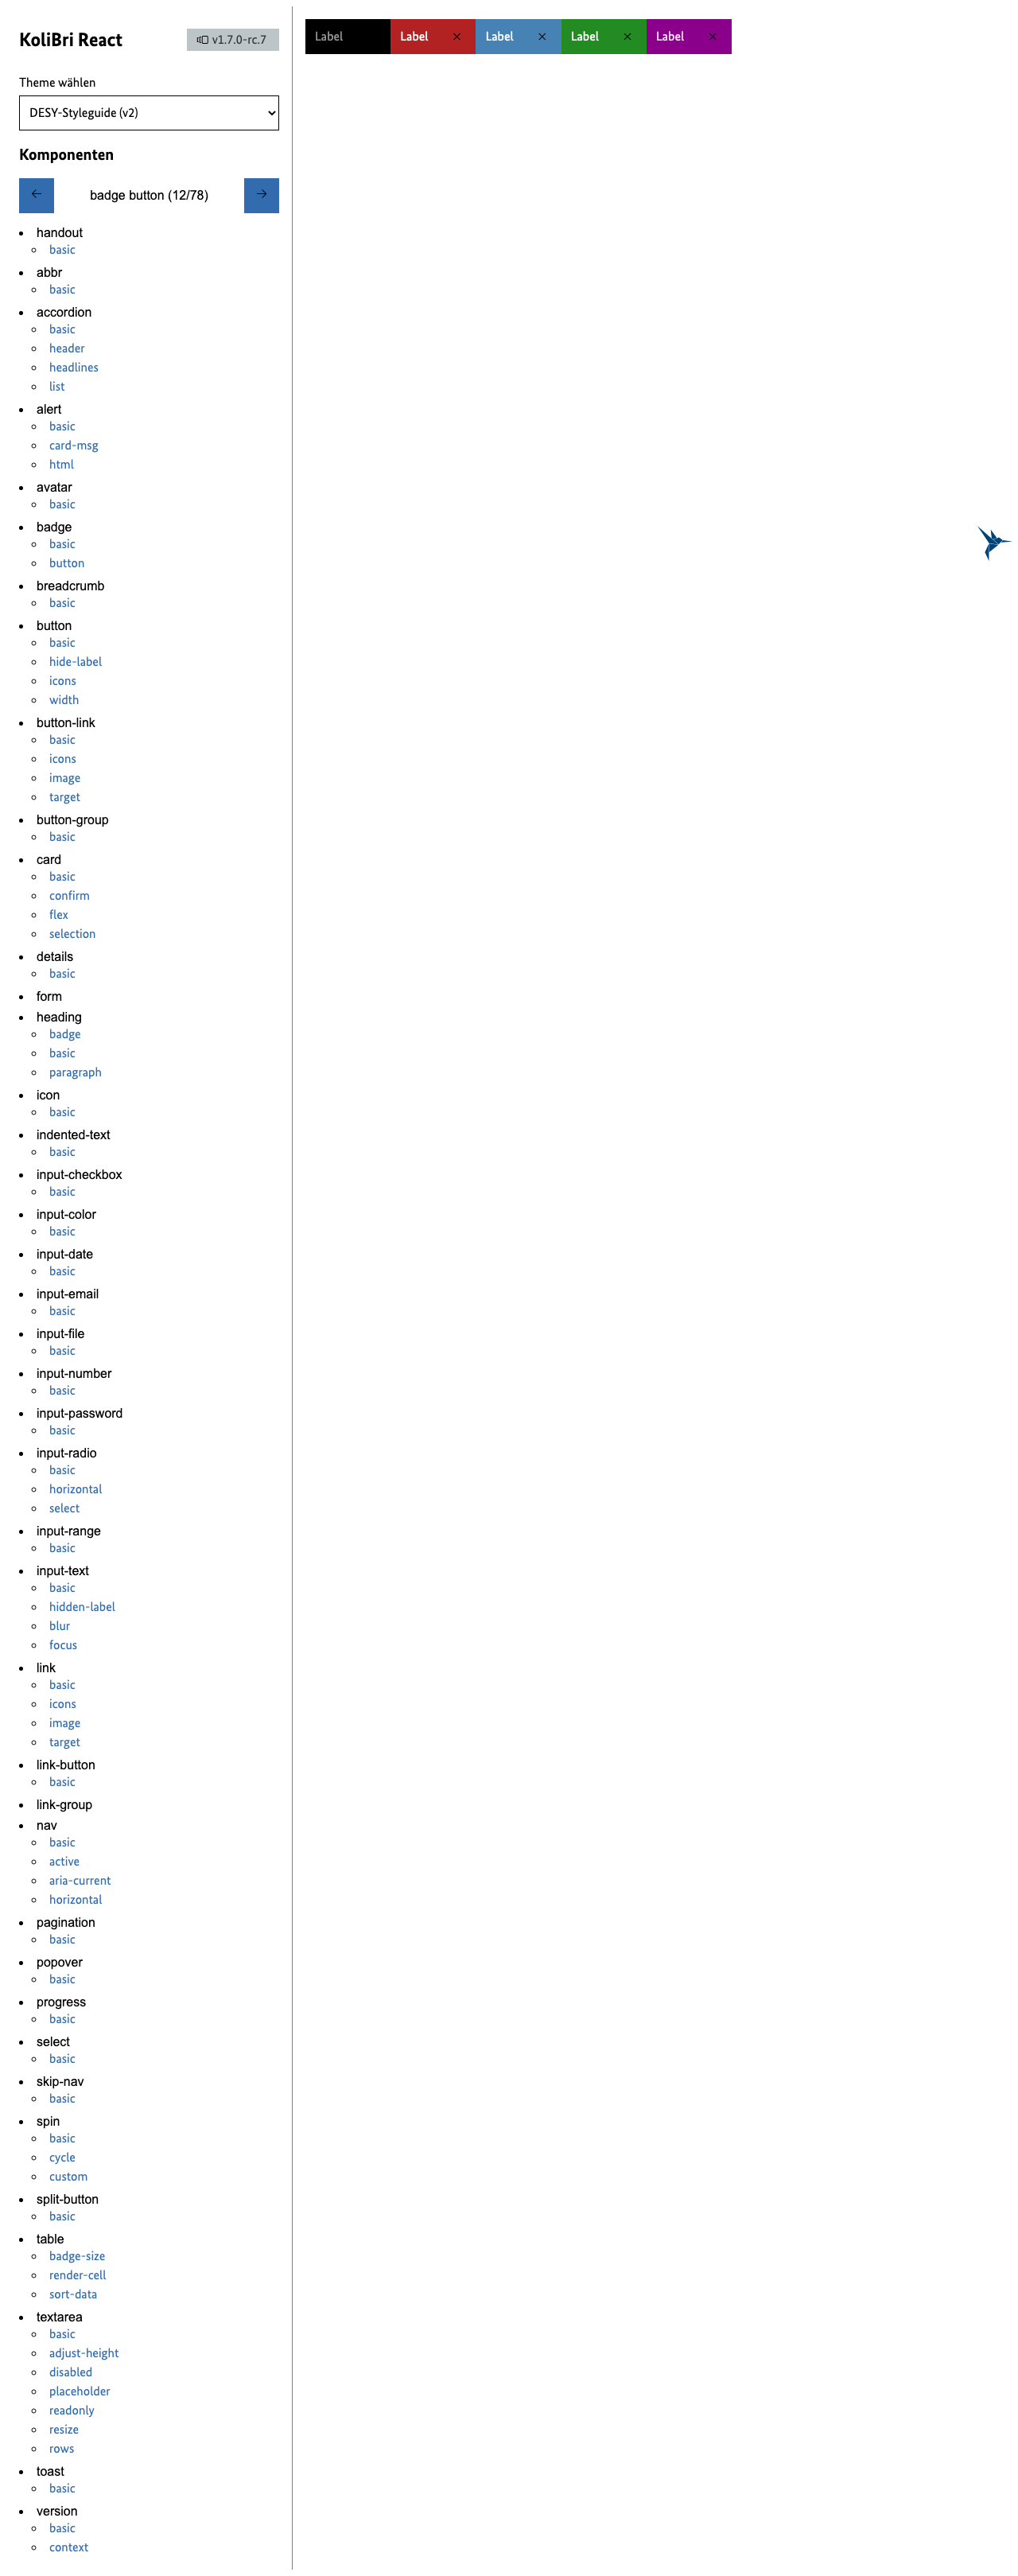 KoliBri React
v1.7.0-rc.7
Theme wählen
DESY-Styleguide (v2)
Komponenten
badge button (12/78)
handout
basic
abbr
basic
accordion
basic
header
headlines
list
alert
basic
card-msg
html
avatar
basic
badge
basic
button
breadcrumb
basic
button
basic
hide-label
icons
width
button-link
basic
icons
image
target
button-group
basic
card
basic
confirm
flex
selection
details
basic
form
heading
badge
basic
paragraph
icon
basic
indented-text
basic
input-checkbox
basic
input-color
basic
input-date
basic
input-email
basic
input-file
basic
input-number
basic
input-password
basic
input-radio
basic
horizontal
select
input-range
basic
input-text
basic
hidden-label
blur
focus
link
basic
icons
image
target
link-button
basic
link-group
nav
basic
active
aria-current
horizontal
pagination
basic
popover
basic
progress
basic
select
basic
skip-nav
basic
spin
basic
cycle
custom
split-button
basic
table
badge-size
render-cell
sort-data
textarea
basic
adjust-height
disabled
placeholder
readonly
resize
rows
toast
basic
version
basic
context
Label Label Label Label Label